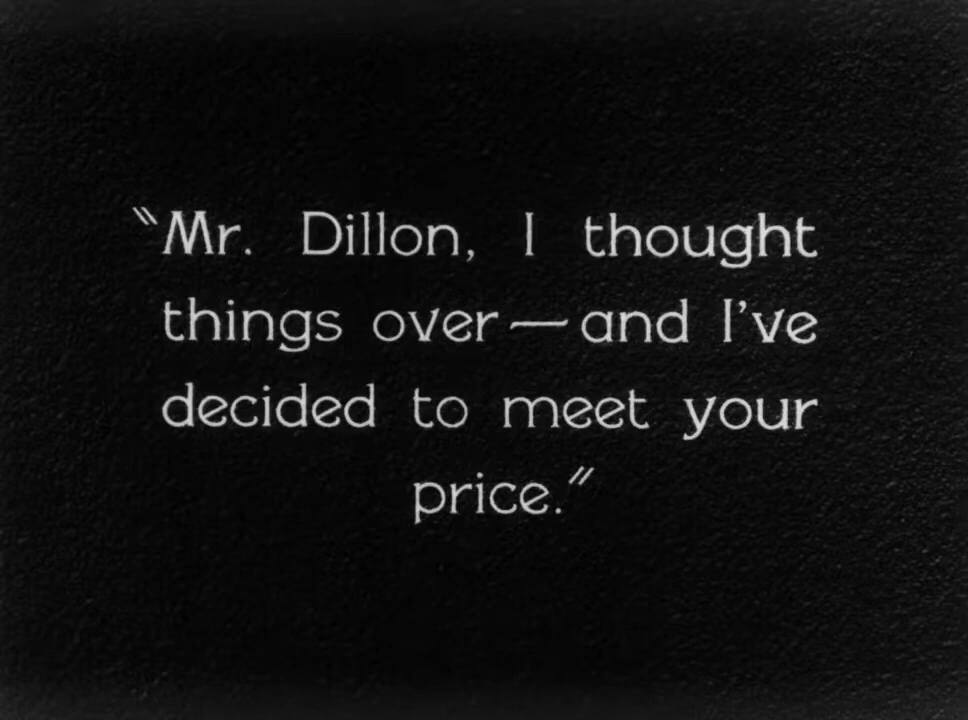 “Mr. Dillon, I thought
things over—and I've
decided to meet your
price.”